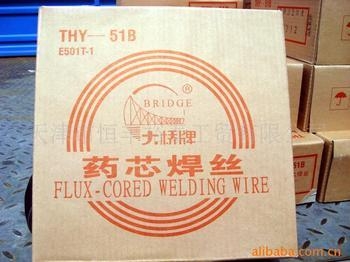 THY—51B
E501T-1
BRIDGE
®
大桥牌
药芯焊丝
FLUX-CORED WELDING WIRE
51B
alibaba.com.cn